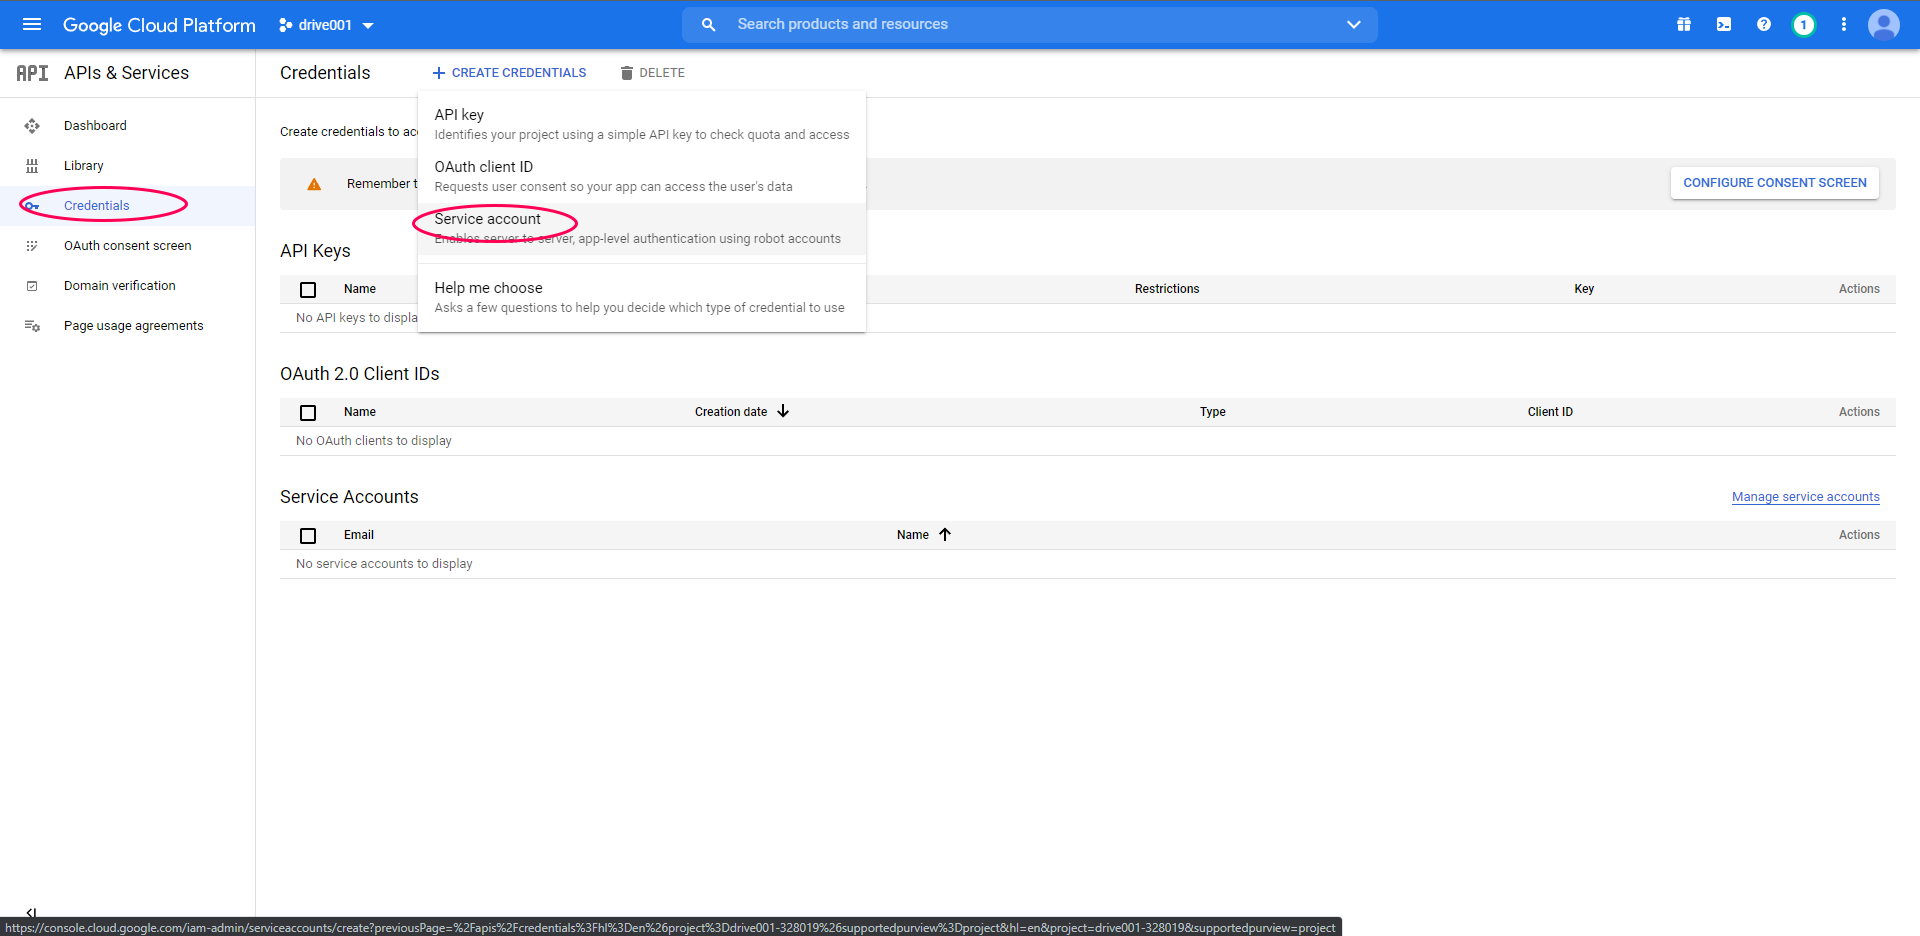 Google Cloud Platform
drive001
Search products and resources
1
API APIs & Services
Credentials
CREATE CREDENTIALS
DELETE
Dashboard
Library
Credentials
OAuth consent screen
Domain verification
Page usage agreements
Create credentials to acc
API key
Identifies your project using a simple API key to check quota and access
OAuth client ID
Requests user consent so your app can access the user's data
Service account
Enables server-to-server, app-level authentication using robot accounts
Help me choose
Asks a few questions to help you decide which type of credential to use
Remember t
CONFIGURE CONSENT SCREEN
API Keys
Name Restrictions Key Actions
No API keys to displa
OAuth 2.0 Client IDs
Name Creation date Type Client ID Actions
No OAuth clients to display
Service Accounts
Manage service accounts
Email Name Actions
No service accounts to display
https://console.cloud.google.com/iam-admin/serviceaccounts/create?previousPage=%2Fapis%2Fcredentials%3Fhl%3Den%26project%3Ddrive001-328019%26supportedpurview%3Dproject&hl=en&project=drive001-328019&supportedpurview=project